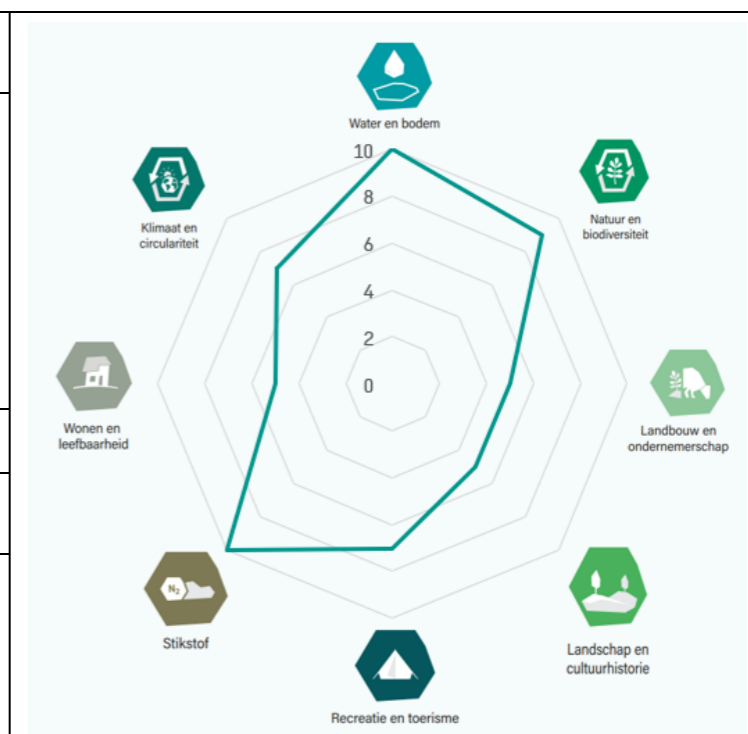 Water en bodem
10
8
6
4
2
0
Natuur en
biodiversiteit
Landbouw en
ondernemerschap
Landschap en
cultuurhistorie
Recreatie en toerisme
N₂
Stikstof
Wonen en
leefbaarheid
Klimaat en
circulariteit